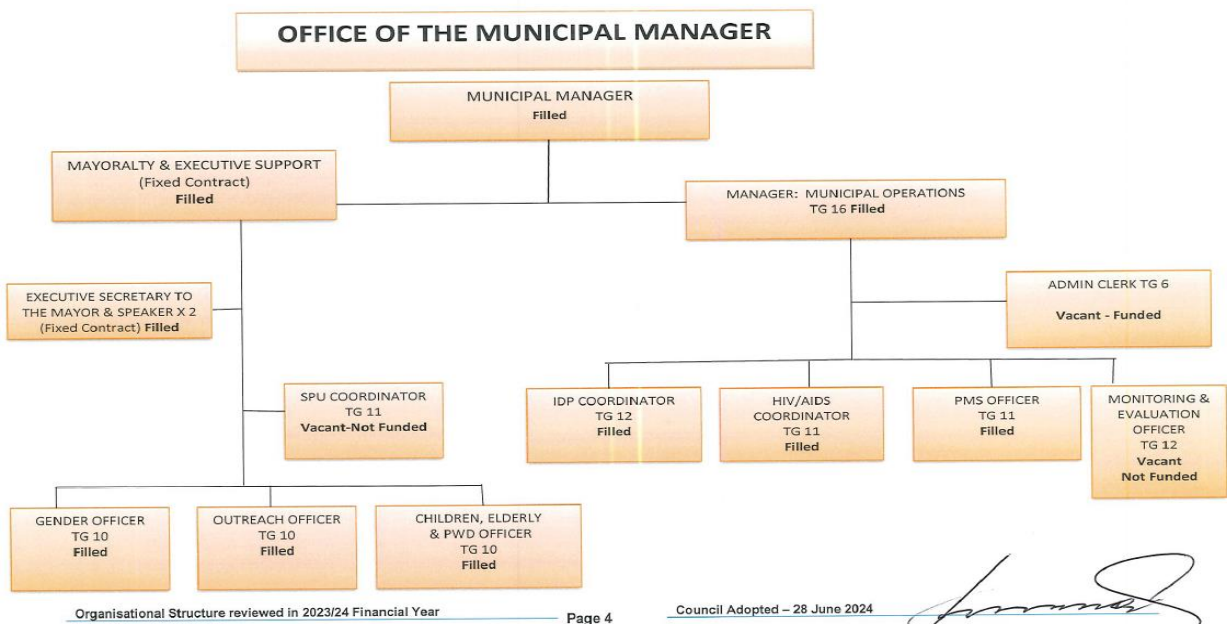 OFFICE OF THE MUNICIPAL MANAGER
MUNICIPAL MANAGER
Filled
MAYORALTY & EXECUTIVE SUPPORT
(Fixed Contract)
Filled
MANAGER: MUNICIPAL OPERATIONS
TG 16 Filled
EXECUTIVE SECRETARY TO
THE MAYOR & SPEAKER X 2
(Fixed Contract) Filled
ADMIN CLERK TG 6
Vacant - Funded
SPU COORDINATOR
TG 11
Vacant-Not Funded
IDP COORDINATOR
TG 12
Filled
HIV/AIDS
COORDINATOR
TG 11
Filled
PMS OFFICER
TG 11
Filled
MONITORING &
EVALUATION
OFFICER
TG 12
Vacant
Not Funded
GENDER OFFICER
TG 10
Filled
OUTREACH OFFICER
TG 10
Filled
CHILDREN, ELDERLY
& PWD OFFICER
TG 10
Filled
Organisational Structure reviewed in 2023/24 Financial Year
Page 4
Council Adopted – 28 June 2024